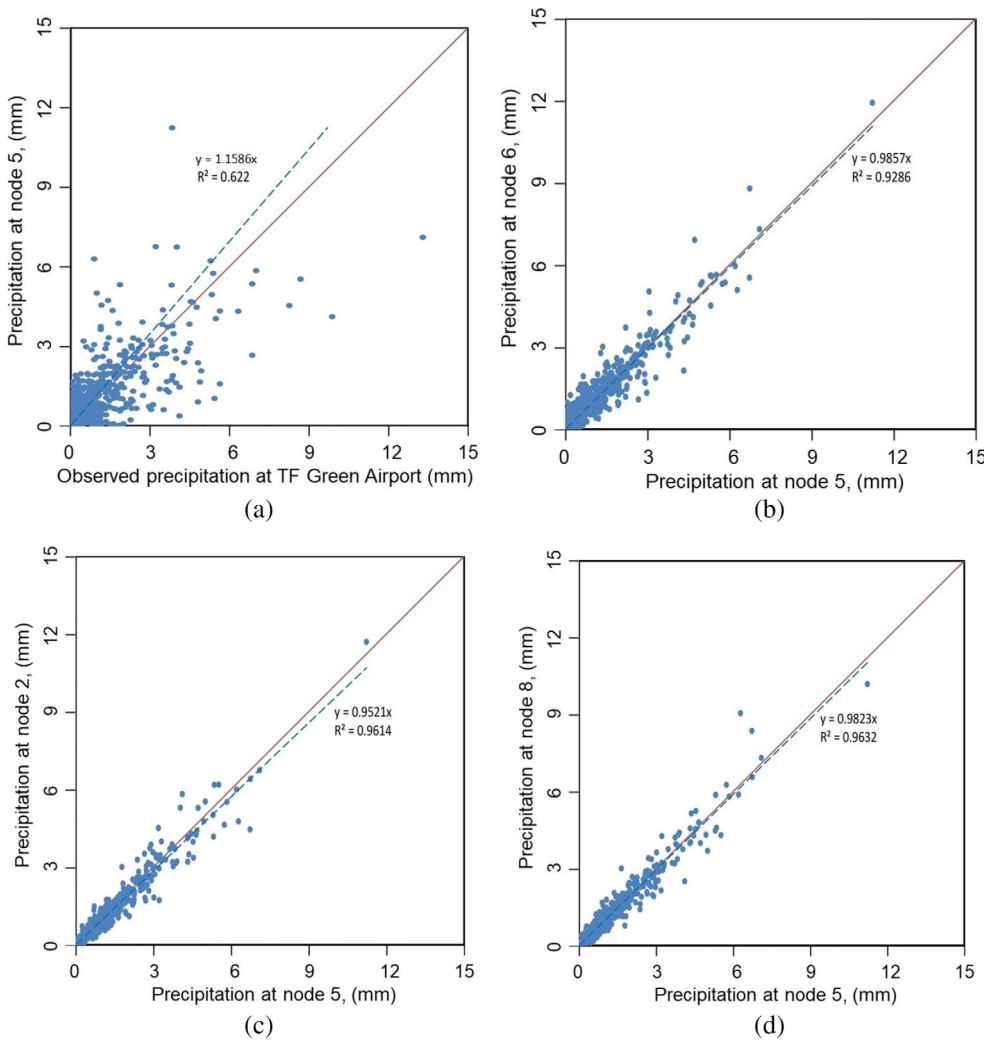 15
12
9
6
3
0
Precipitation at node 5, (mm)
y = 1.1586x
R² = 0.622
0 3 6 9 12 15
Observed precipitation at TF Green Airport (mm)
(a)
15
12
9
6
3
0
Precipitation at node 6, (mm)
y = 0.9857x
R² = 0.9286
0 3 6 9 12 15
Precipitation at node 5, (mm)
(b)
15
12
9
6
3
0
Precipitation at node 2, (mm)
y = 0.9521x
R² = 0.9614
0 3 6 9 12 15
Precipitation at node 5, (mm)
(c)
15
12
9
6
3
0
Precipitation at node 8, (mm)
y = 0.9823x
R² = 0.9632
0 3 6 9 12 15
Precipitation at node 5, (mm)
(d)